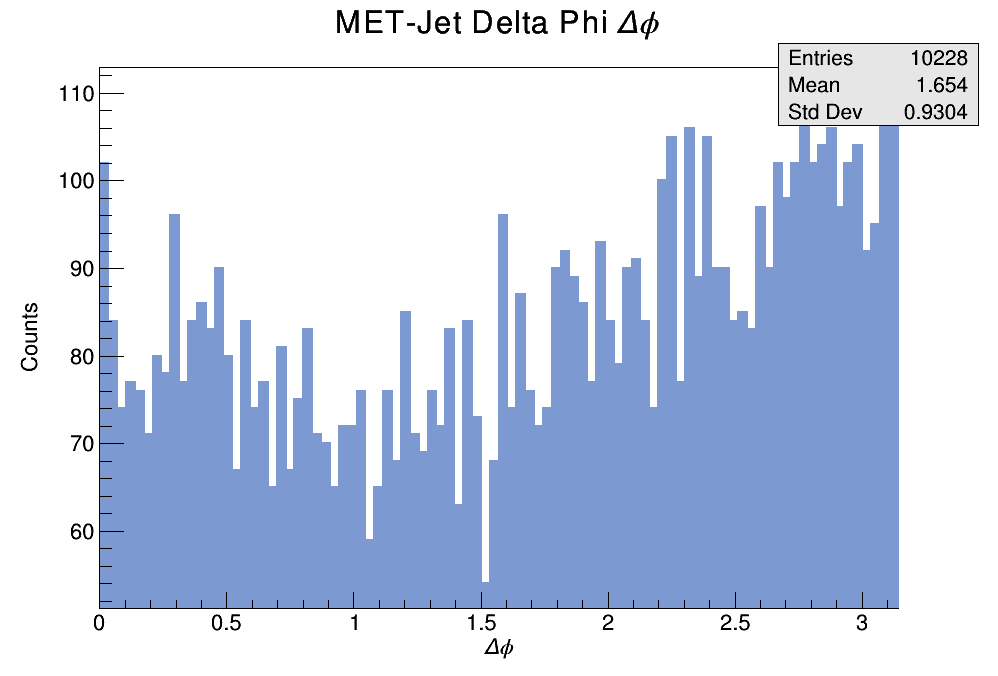 MET-Jet Delta Phi Δϕ
Entries 10228
Mean 1.654
Std Dev 0.9304
110
100
90
80
70
60
Counts
0 0.5 1 1.5 2 2.5 3
Δϕ